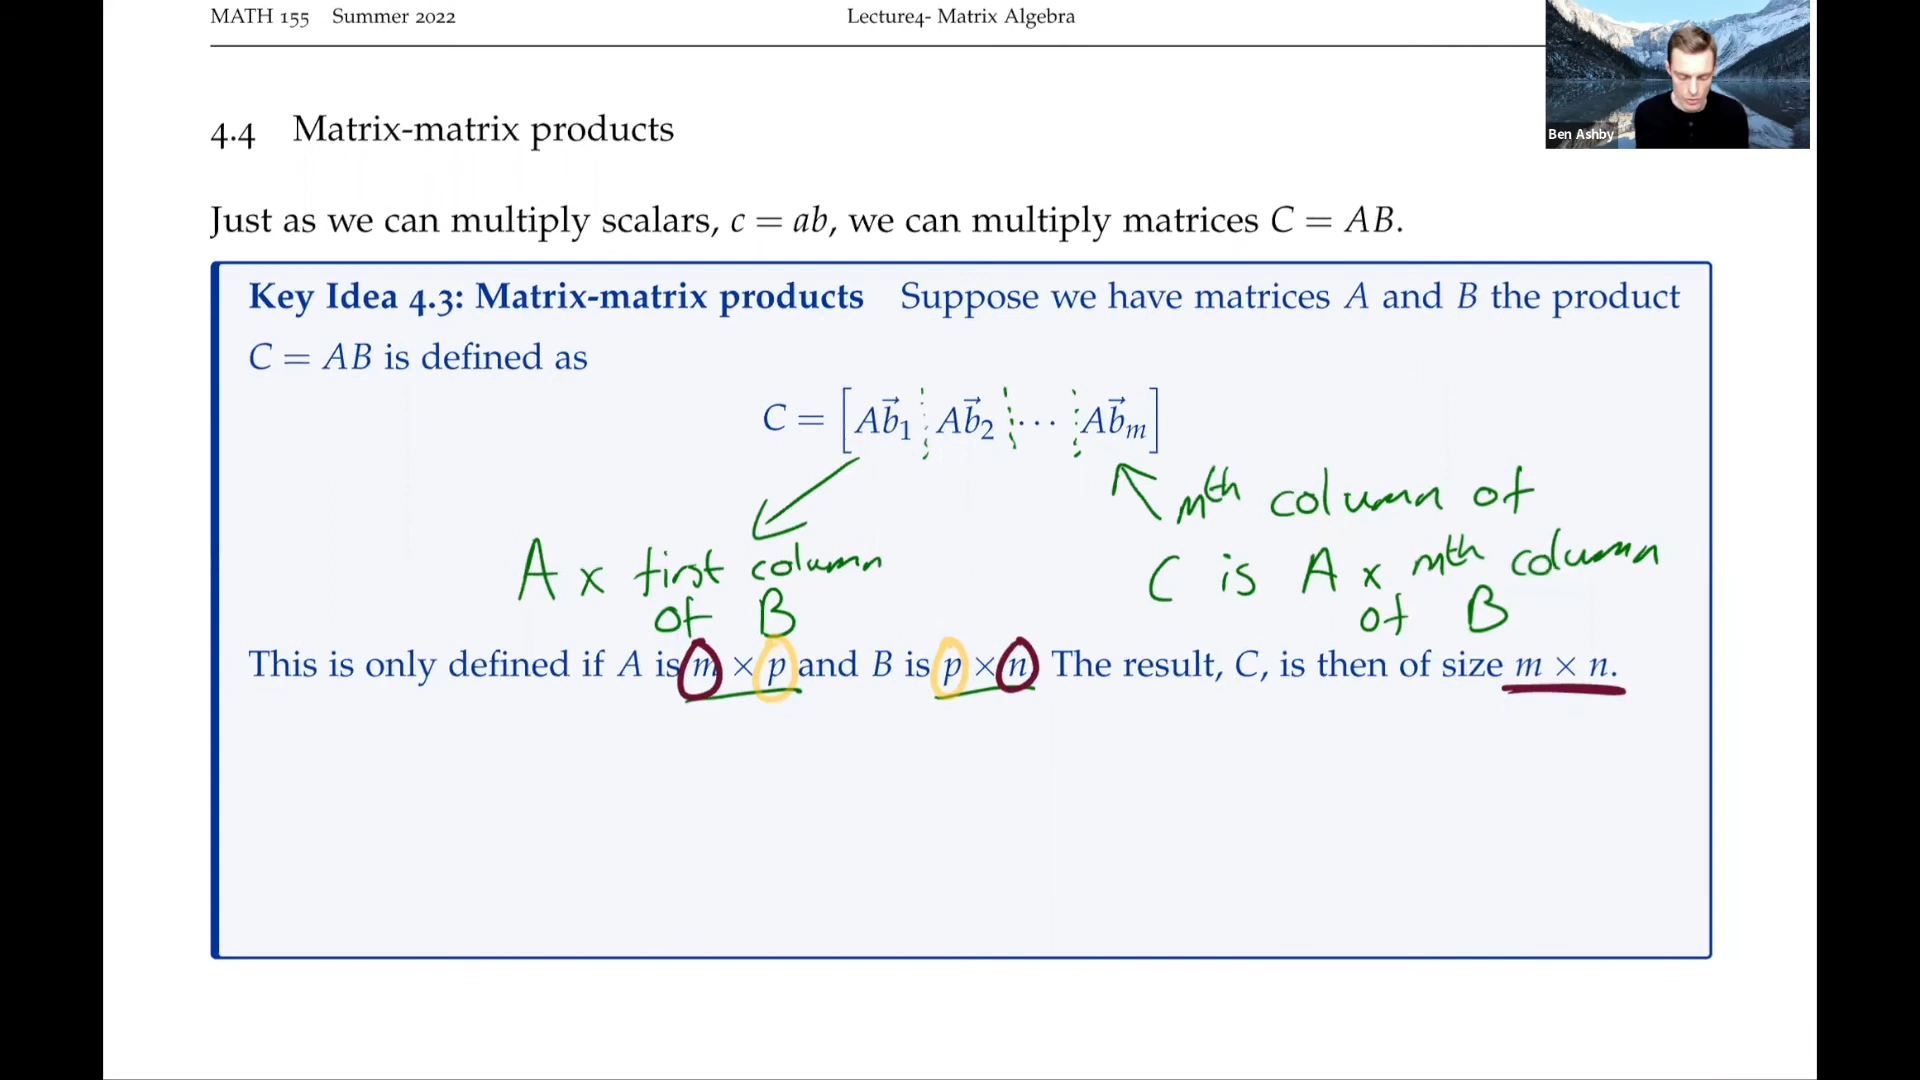 MATH 155 Summer 2022 Lecture4- Matrix Algebra
Ben Ashby
4.4 Matrix-matrix products
Just as we can multiply scalars, c = ab, we can multiply matrices C = AB.
Key Idea 4.3: Matrix-matrix products Suppose we have matrices A and B the product
C = AB is defined as
C = [Ab⃗₁ ⋮ Ab⃗₂ ⋮ ⋯ ⋮ Ab⃗ₘ]
A x first column
of B
mth column of
C is A x mth column
of B
This is only defined if A is m × p and B is p × n. The result, C, is then of size m × n.